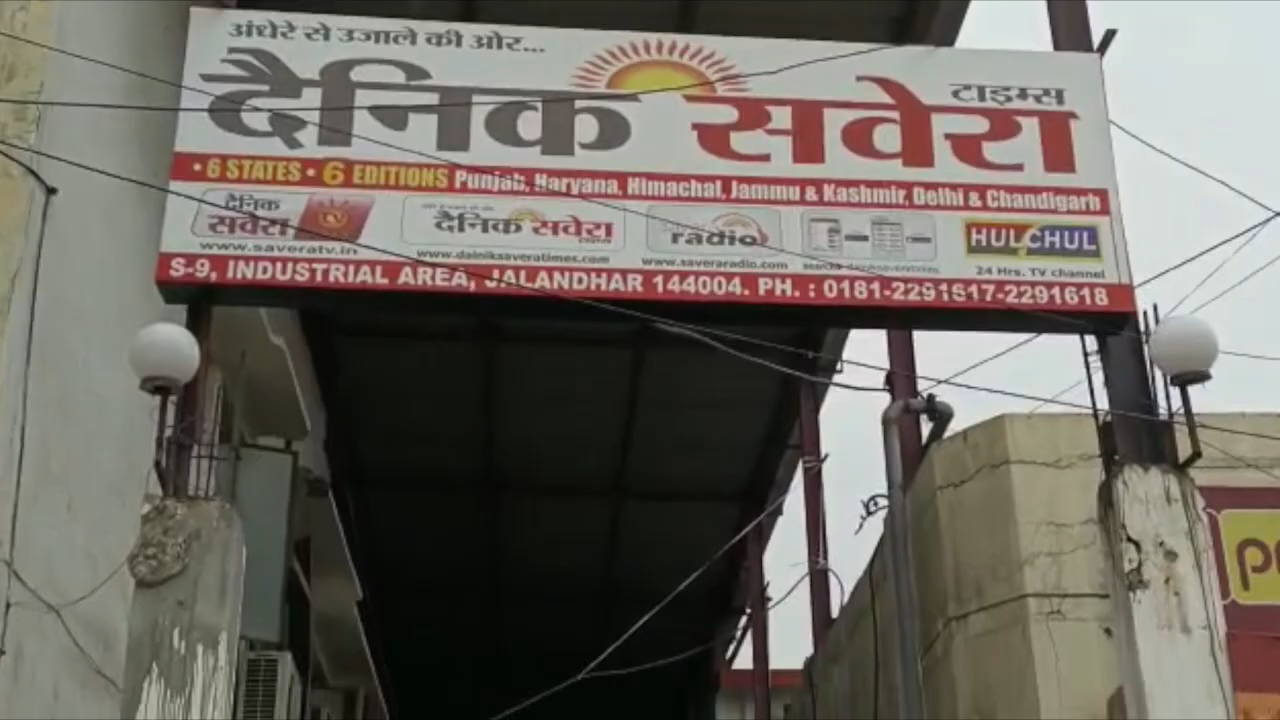 अंधेरे से उजाले की ओर...
दैनिक सवेरा टाइम्स
• 6 STATES • 6 EDITIONS Punjab, Haryana, Himachal, Jammu & Kashmir, Delhi & Chandigarh
दैनिक सवेरा
www.saveratv.in
दैनिक सवेरा
www.dainiksaveratimes.com
radio
www.saveraradio.com
HULCHUL
24 Hrs. TV channel
S-9, INDUSTRIAL AREA, JALANDHAR 144004. PH. : 0181-2291617-2291618